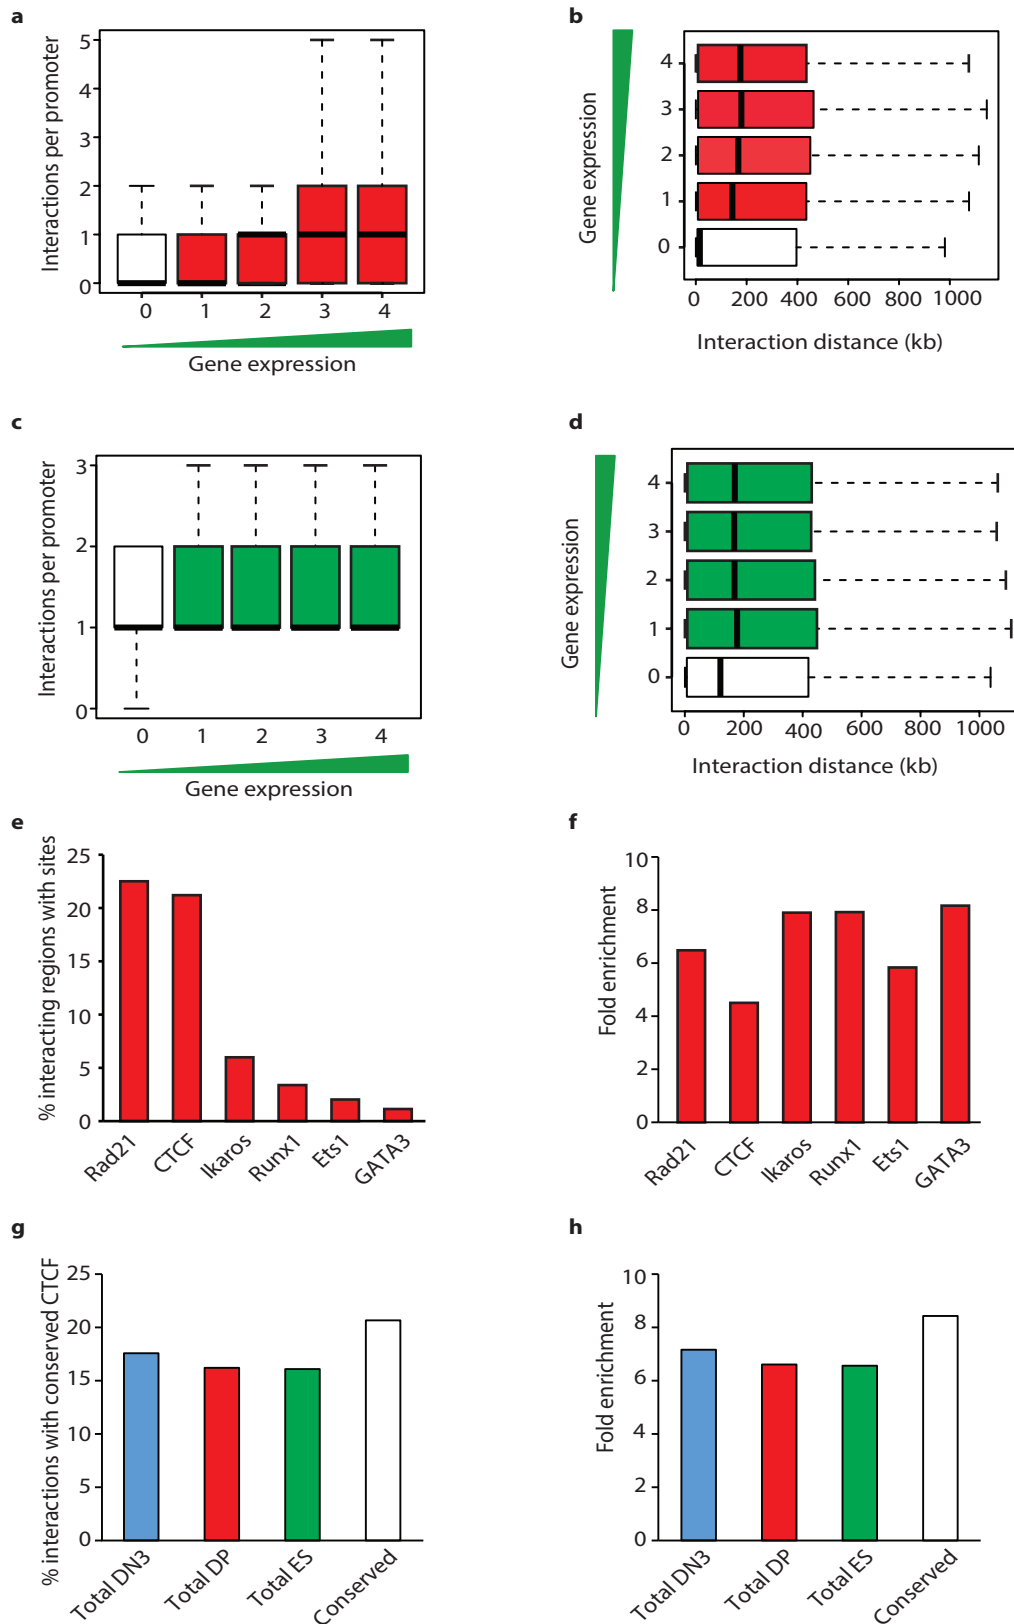 a
Interactions per promoter
5
4
3
2
1
0
0 1 2 3 4
Gene expression
b
Gene expression
4
3
2
1
0
0 200 400 600 800 1000
Interaction distance (kb)
c
Interactions per promoter
3
2
1
0
0 1 2 3 4
Gene expression
d
Gene expression
4
3
2
1
0
0 200 400 600 800 1000
Interaction distance (kb)
e
% interacting regions with sites
25
20
15
10
5
0
Rad21 CTCF Ikaros Runx1 Ets1 GATA3
f
Fold enrichment
10
8
6
4
2
0
Rad21 CTCF Ikaros Runx1 Ets1 GATA3
g
% interactions with conserved CTCF
25
20
15
10
5
0
Total DN3 Total DP Total ES Conserved
h
Fold enrichment
10
8
6
4
2
0
Total DN3 Total DP Total ES Conserved